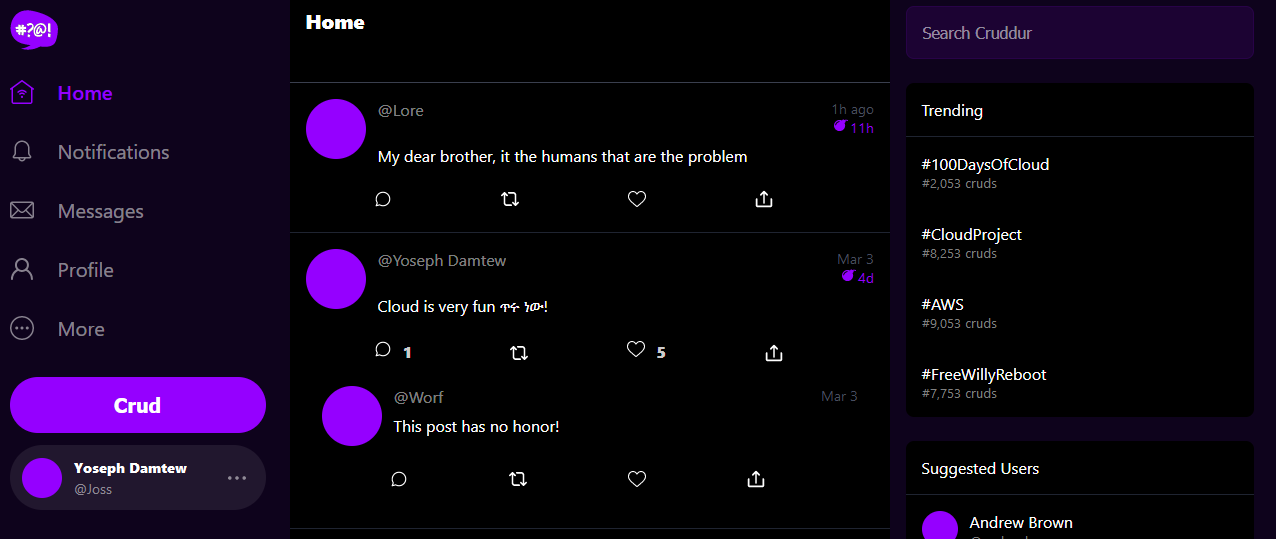 #?@!
Home
Notifications
Messages
Profile
More
Crud
Yoseph Damtew
@Joss
Home
@Lore
1h ago
11h
My dear brother, it the humans that are the problem
@Yoseph Damtew
Mar 3
4d
Cloud is very fun ጥሩ ነው!
1
5
@Worf
Mar 3
This post has no honor!
Search Cruddur
Trending
#100DaysOfCloud
#2,053 cruds
#CloudProject
#8,253 cruds
#AWS
#9,053 cruds
#FreeWillyReboot
#7,753 cruds
Suggested Users
Andrew Brown